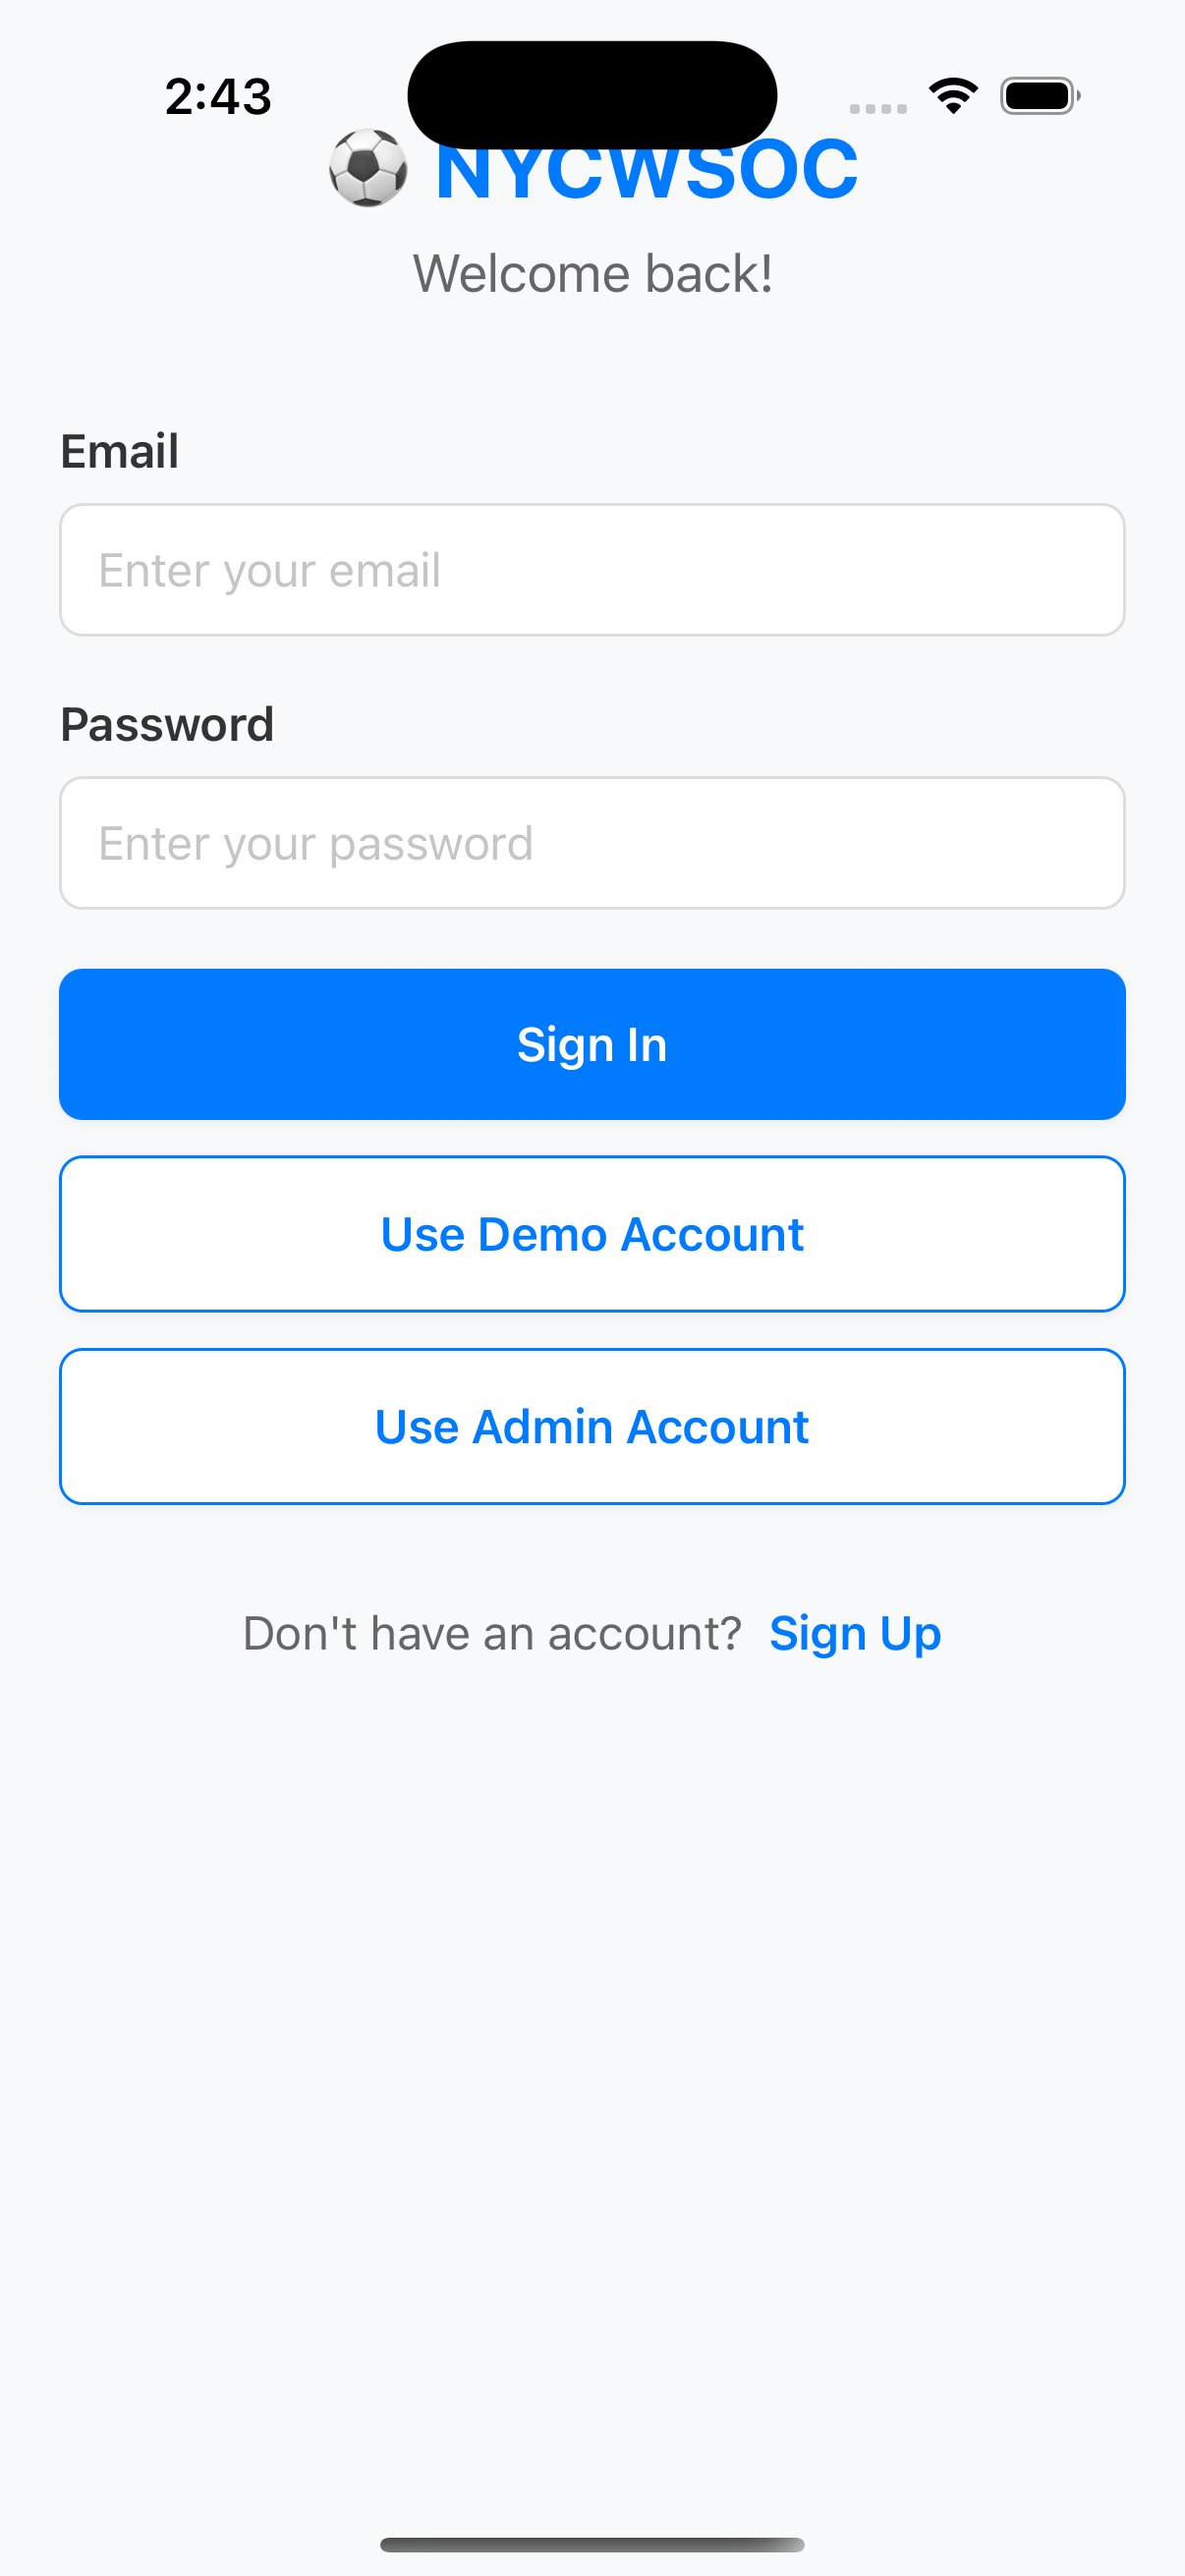 2:43
⚽ NYCWSOC
Welcome back!
Email
Enter your email
Password
Enter your password
Sign In
Use Demo Account
Use Admin Account
Don't have an account? Sign Up